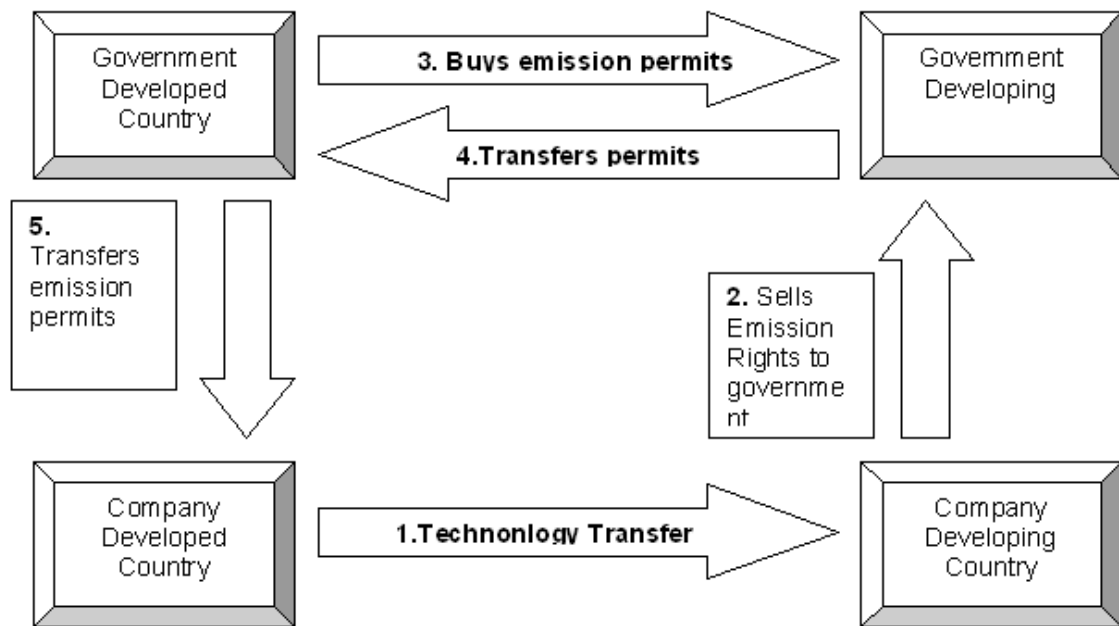 Government
Developed
Country
3. Buys emission permits
Government
Developing
4.Transfers permits
5.
Transfers
emission
permits
2. Sells
Emission
Rights to
governme
nt
Company
Developed
Country
1.Technonlogy Transfer
Company
Developing
Country